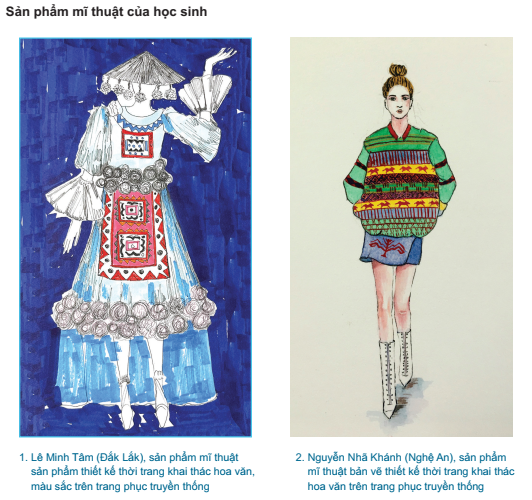 Sản phẩm mĩ thuật của học sinh
1. Lê Minh Tâm (Đắk Lắk), sản phẩm mĩ thuật
sản phẩm thiết kế thời trang khai thác hoa văn,
màu sắc trên trang phục truyền thống
2. Nguyễn Nhã Khánh (Nghệ An), sản phẩm
mĩ thuật bản vẽ thiết kế thời trang khai thác
hoa văn trên trang phục truyền thống